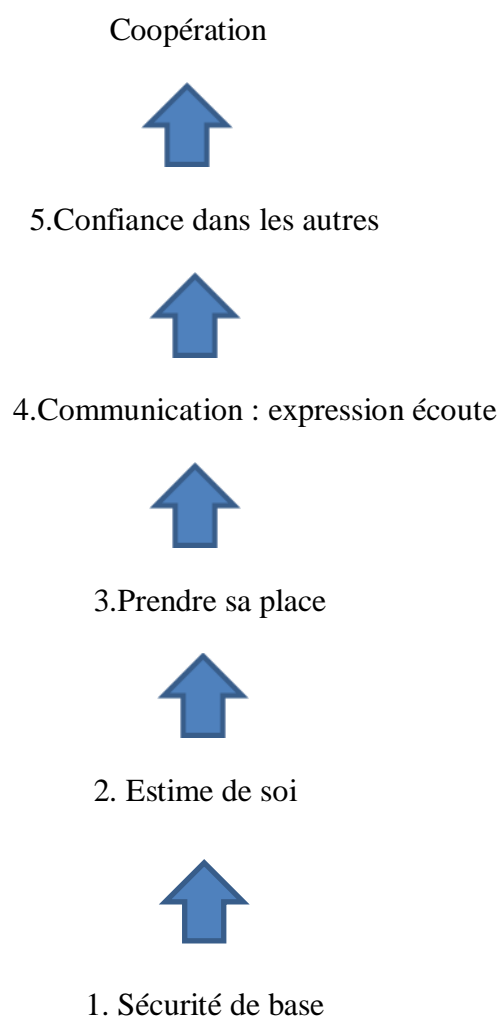 Coopération
5.Confiance dans les autres
4.Communication : expression écoute
3.Prendre sa place
2. Estime de soi
1. Sécurité de base